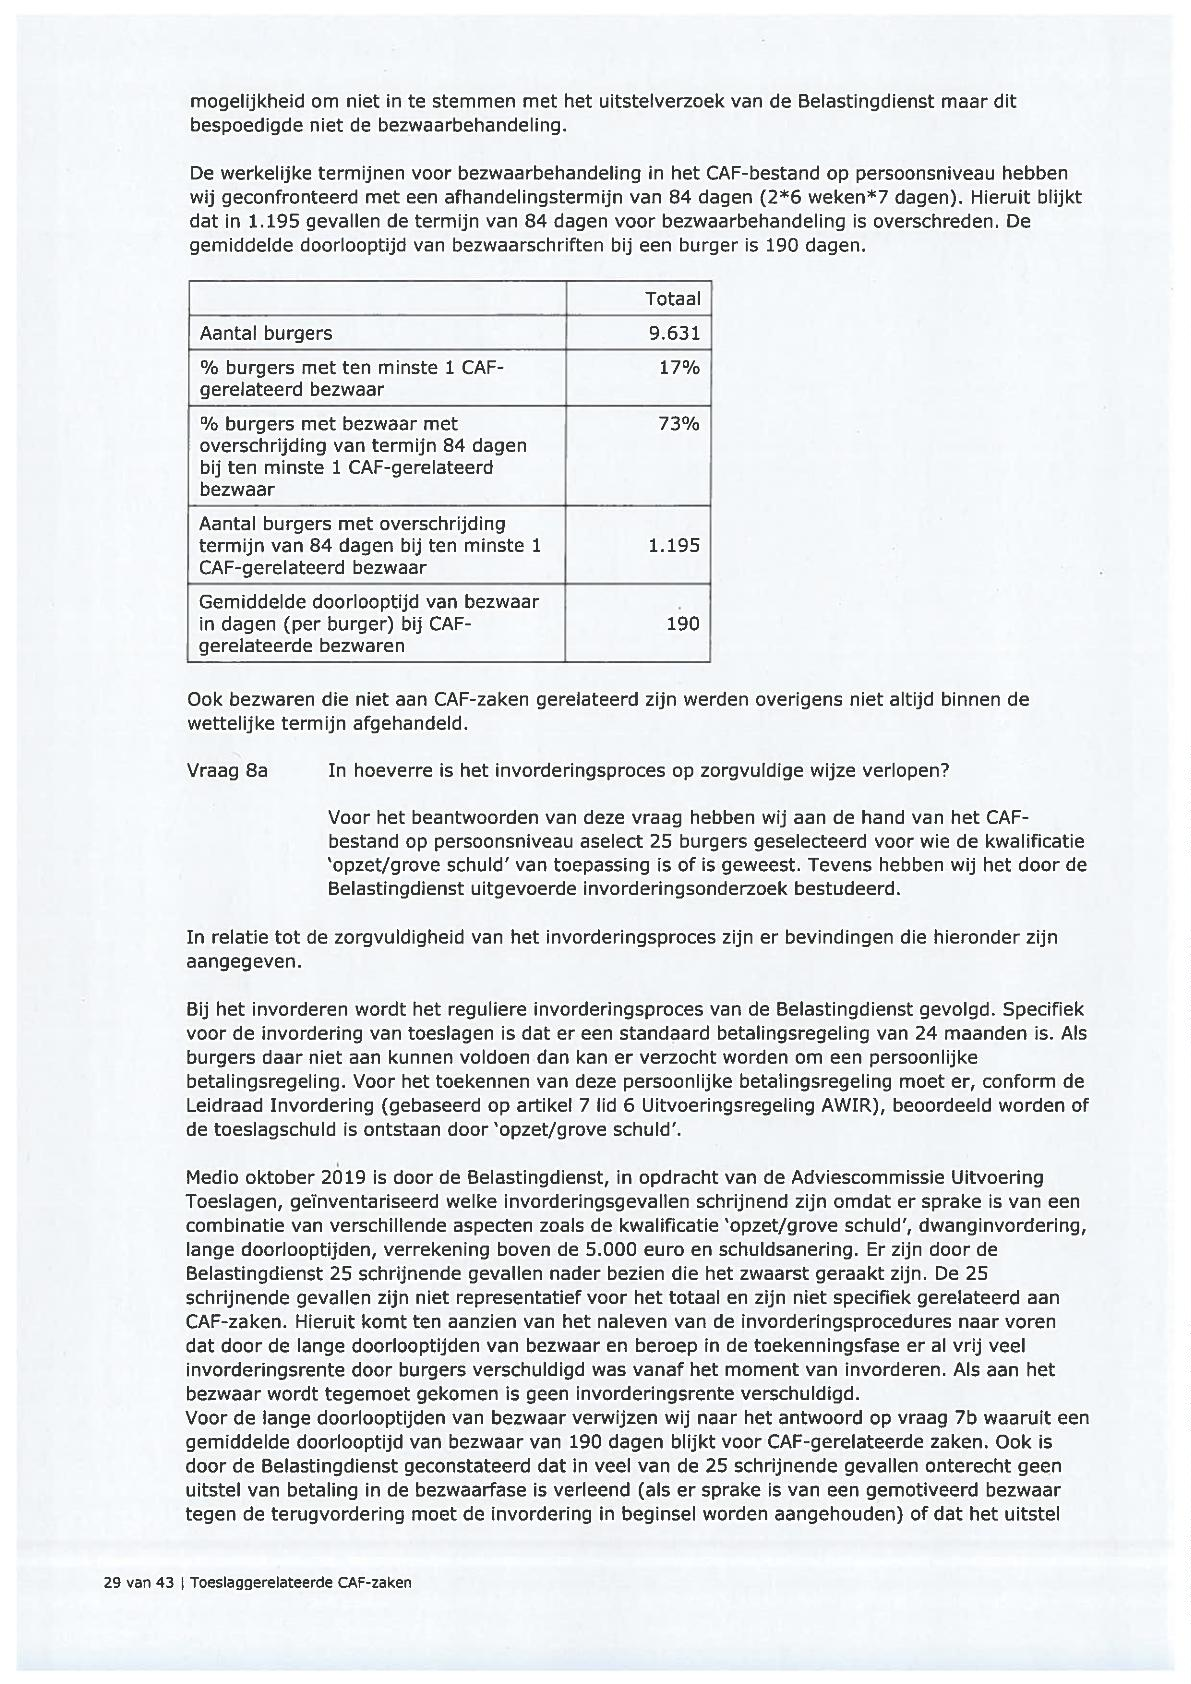 mogelijkheid om niet in te stemmen met het uitstelverzoek van de Belastingdienst maar dit
bespoedigde niet de bezwaarbehandeling.
De werkelijke termijnen voor bezwaarbehandeling in het CAF-bestand op persoonsniveau hebben
wij geconfronteerd met een afhandelingstermijn van 84 dagen (2*6 weken*7 dagen). Hieruit blijkt
dat in 1.195 gevallen de termijn van 84 dagen voor bezwaarbehandeling is overschreden. De
gemiddelde doorlooptijd van bezwaarschriften bij een burger is 190 dagen.
Totaal
Aantal burgers 9.631
% burgers met ten minste 1 CAF- 17%
gerelateerd bezwaar
% burgers met bezwaar met 73%
overschrijding van termijn 84 dagen
bij ten minste 1 CAF-gerelateerd
bezwaar
Aantal burgers met overschrijding
termijn van 84 dagen bij ten minste 1 1.195
CAF-gerelateerd bezwaar
Gemiddelde doorlooptijd van bezwaar
in dagen (per burger) bij CAF- 190
gerelateerde bezwaren
Ook bezwaren die niet aan CAF-zaken gerelateerd zijn werden overigens niet altijd binnen de
wettelijke termijn afgehandeld.
Vraag 8a In hoeverre is het invorderingsproces op zorgvuldige wijze verlopen?
Voor het beantwoorden van deze vraag hebben wij aan de hand van het CAF-
bestand op persoonsniveau aselect 25 burgers geselecteerd voor wie de kwalificatie
‘opzet/grove schuld’ van toepassing is of is geweest. Tevens hebben wij het door de
Belastingdienst uitgevoerde invorderingsonderzoek bestudeerd.
In relatie tot de zorgvuldigheid van het invorderingsproces zijn er bevindingen die hieronder zijn
aangegeven.
Bij het invorderen wordt het reguliere invorderingsproces van de Belastingdienst gevolgd. Specifiek
voor de invordering van toeslagen is dat er een standaard betalingsregeling van 24 maanden is. Als
burgers daar niet aan kunnen voldoen dan kan er verzocht worden om een persoonlijke
betalingsregeling. Voor het toekennen van deze persoonlijke betalingsregeling moet er, conform de
Leidraad Invordering (gebaseerd op artikel 7 lid 6 Uitvoeringsregeling AWIR), beoordeeld worden of
de toeslagschuld is ontstaan door ‘opzet/grove schuld’.
Medio oktober 2019 is door de Belastingdienst, in opdracht van de Adviescommissie Uitvoering
Toeslagen, geïnventariseerd welke invorderingsgevallen schrijnend zijn omdat er sprake is van een
combinatie van verschillende aspecten zoals de kwalificatie ‘opzet/grove schuld’, dwanginvordering,
lange doorlooptijden, verrekening boven de 5.000 euro en schuldsanering. Er zijn door de
Belastingdienst 25 schrijnende gevallen nader bezien die het zwaarst geraakt zijn. De 25
schrijnende gevallen zijn niet representatief voor het totaal en zijn niet specifiek gerelateerd aan
CAF-zaken. Hieruit komt ten aanzien van het naleven van de invorderingsprocedures naar voren
dat door de lange doorlooptijden van bezwaar en beroep in de toekenningsfase er al vrij veel
invorderingsrente door burgers verschuldigd was vanaf het moment van invorderen. Als aan het
bezwaar wordt tegemoet gekomen is geen invorderingsrente verschuldigd.
Voor de lange doorlooptijden van bezwaar verwijzen wij naar het antwoord op vraag 7b waaruit een
gemiddelde doorlooptijd van bezwaar van 190 dagen blijkt voor CAF-gerelateerde zaken. Ook is
door de Belastingdienst geconstateerd dat in veel van de 25 schrijnende gevallen onterecht geen
uitstel van betaling in de bezwaarfase is verleend (als er sprake is van een gemotiveerd bezwaar
tegen de terugvordering moet de invordering in beginsel worden aangehouden) of dat het uitstel
29 van 43 | Toeslaggerelateerde CAF-zaken